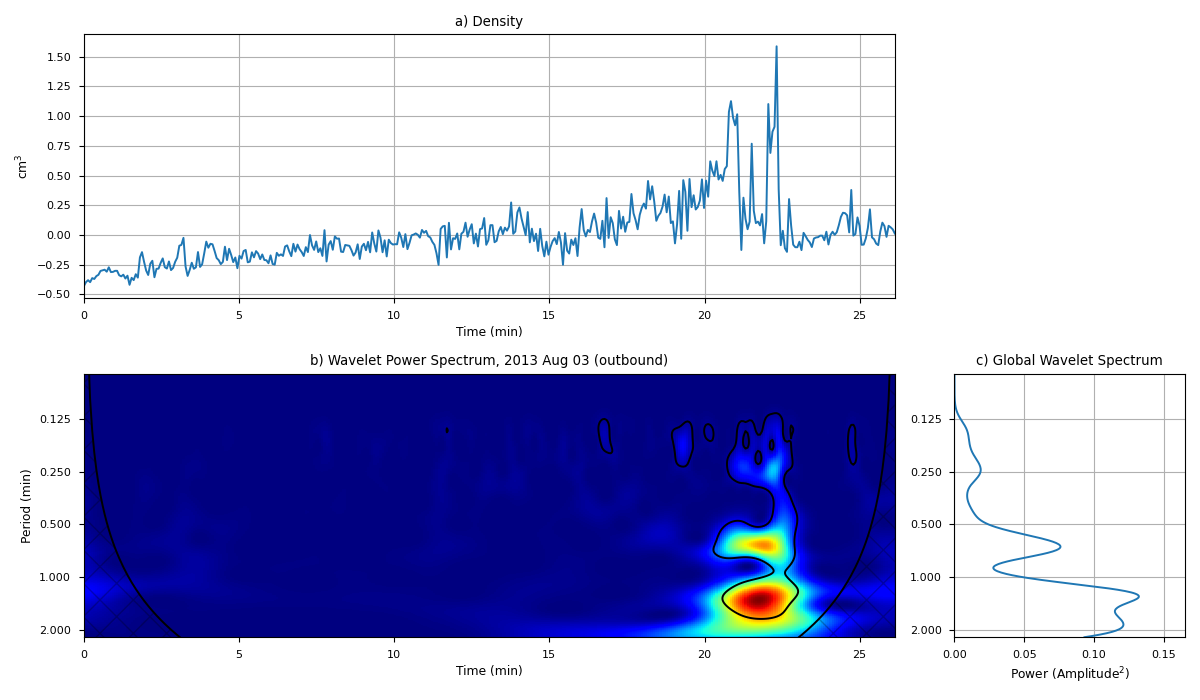 a) Density
1.50
1.25
1.00
0.75
0.50
0.25
0.00
−0.25
−0.50
cm³
0 5 10 15 20 25
Time (min)
b) Wavelet Power Spectrum, 2013 Aug 03 (outbound)
0.125
0.250
0.500
1.000
2.000
Period (min)
0 5 10 15 20 25
Time (min)
c) Global Wavelet Spectrum
0.125
0.250
0.500
1.000
2.000
0.00 0.05 0.10 0.15
Power (Amplitude²)